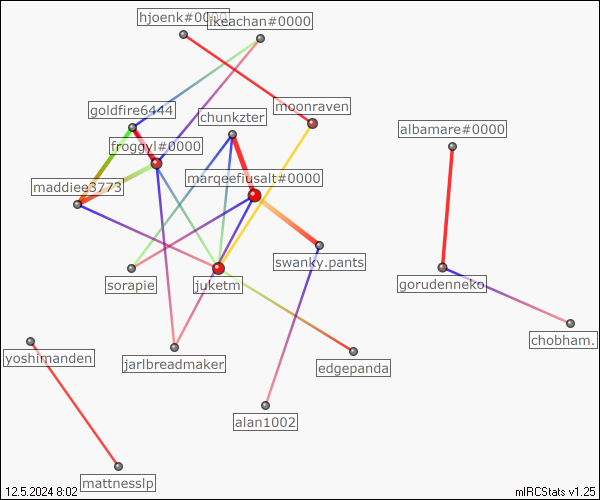 hjoenk#0000
ikeachan#0000
goldfire6444
chunkzter
moonraven
froggyl#0000
albamare#0000
maddiee3773
marqeefiusalt#0000
swanky.pants
sorapie
juketm
gorudenneko
chobham.
yoshimanden
jarlbreadmaker
edgepanda
alan1002
mattnesslp
12.5.2024 8:02
mIRCStats v1.25